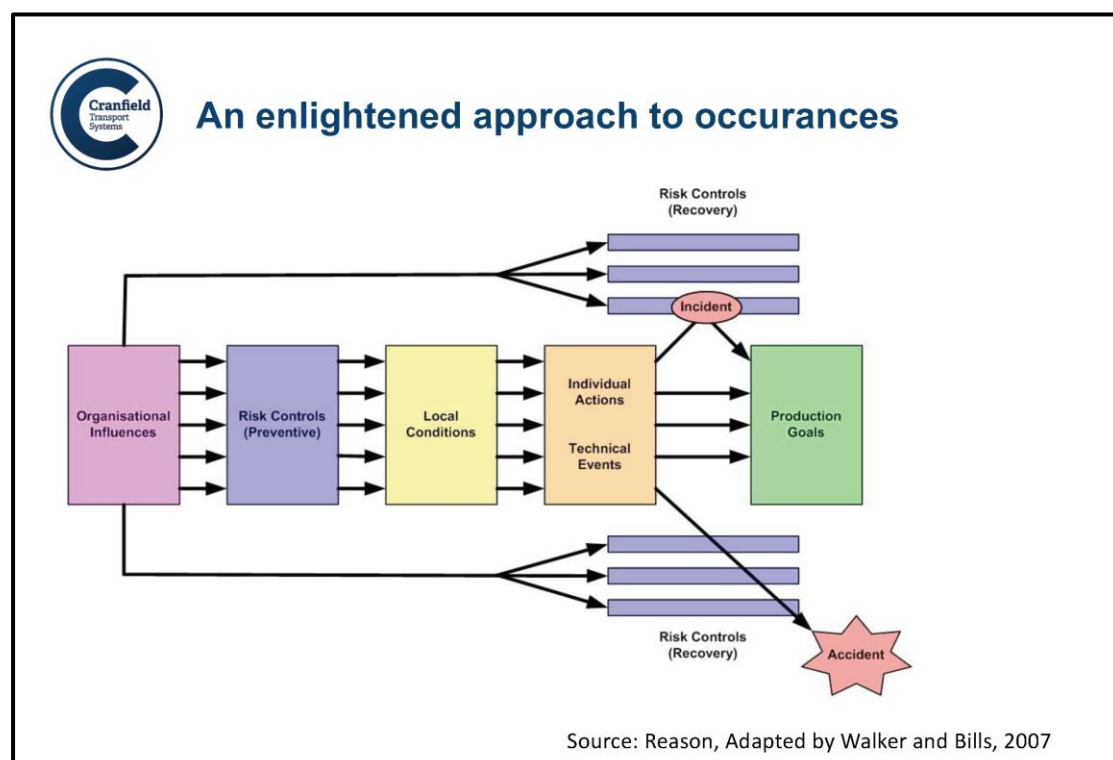 Cranfield
Transport
Systems
An enlightened approach to occurances
Risk Controls
(Recovery)
Incident
Organisational
Influences
Risk Controls
(Preventive)
Local
Conditions
Individual
Actions
Technical
Events
Production
Goals
Risk Controls
(Recovery)
Accident
Source: Reason, Adapted by Walker and Bills, 2007